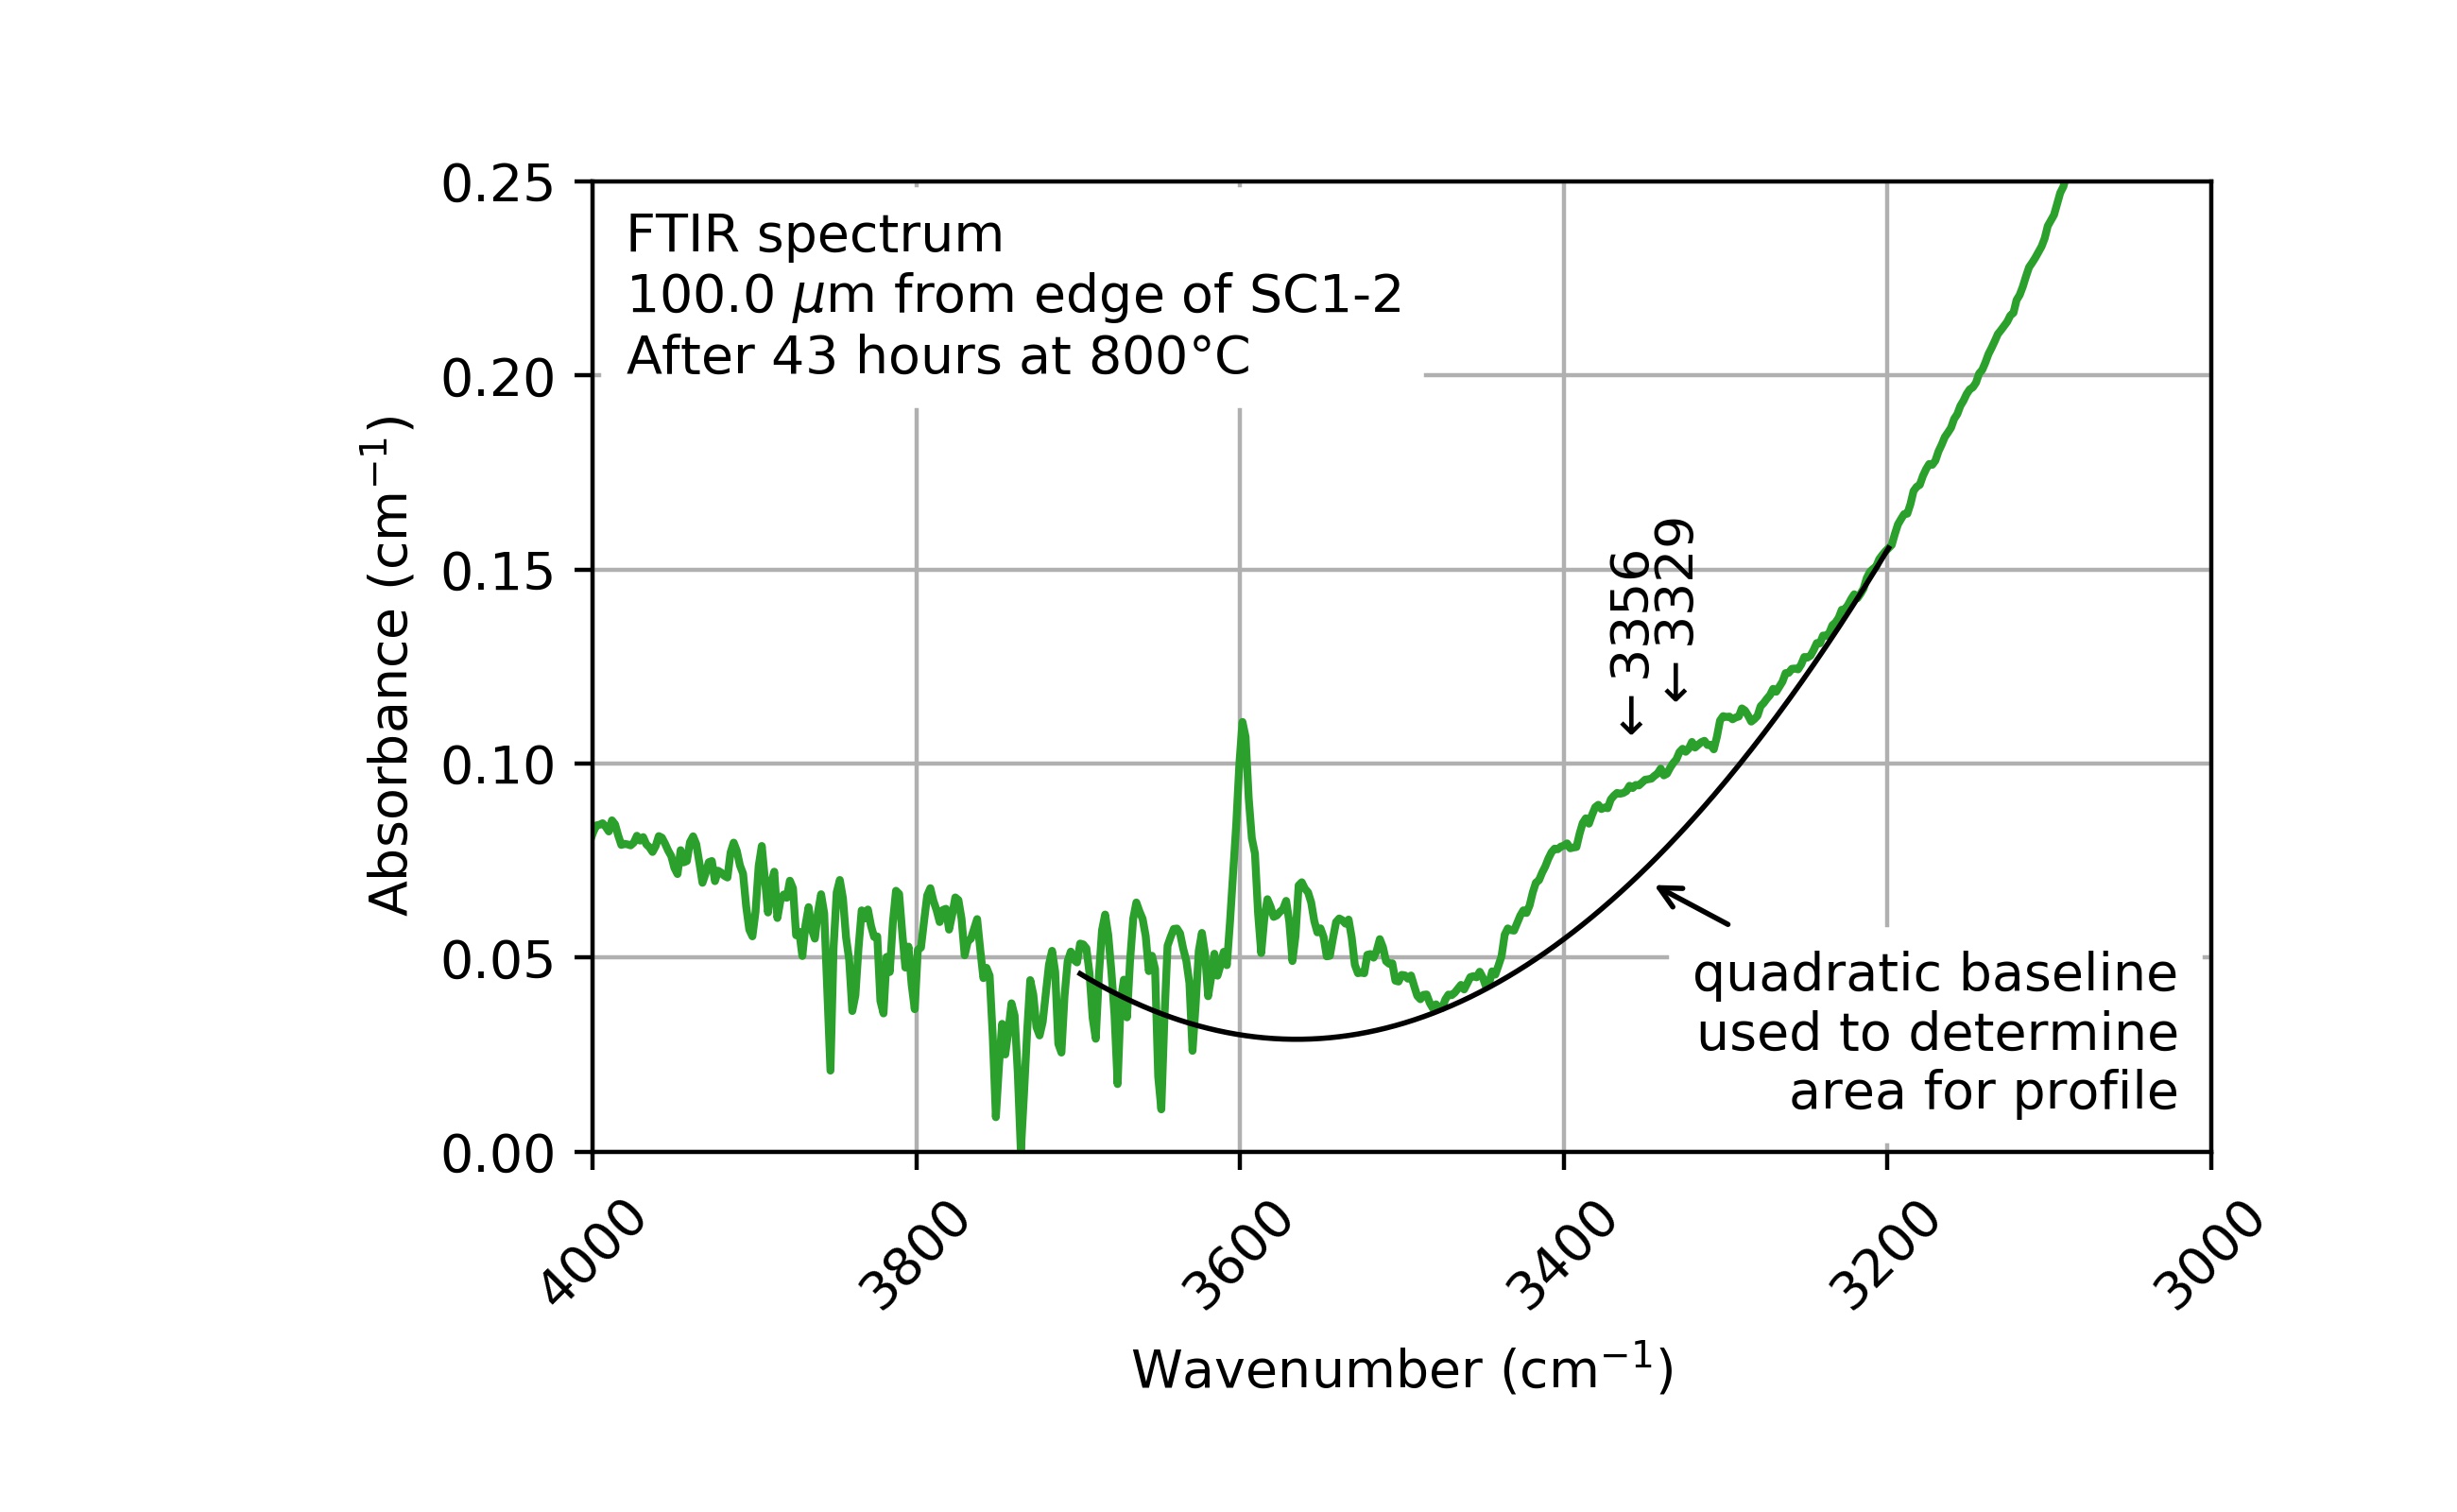 0.25
0.20
0.15
0.10
0.05
0.00
Absorbance (cm⁻¹)
FTIR spectrum
100.0 μm from edge of SC1-2
After 43 hours at 800°C
← 3356
← 3329
quadratic baseline
used to determine
area for profile
4000
3800
3600
3400
3200
3000
Wavenumber (cm⁻¹)